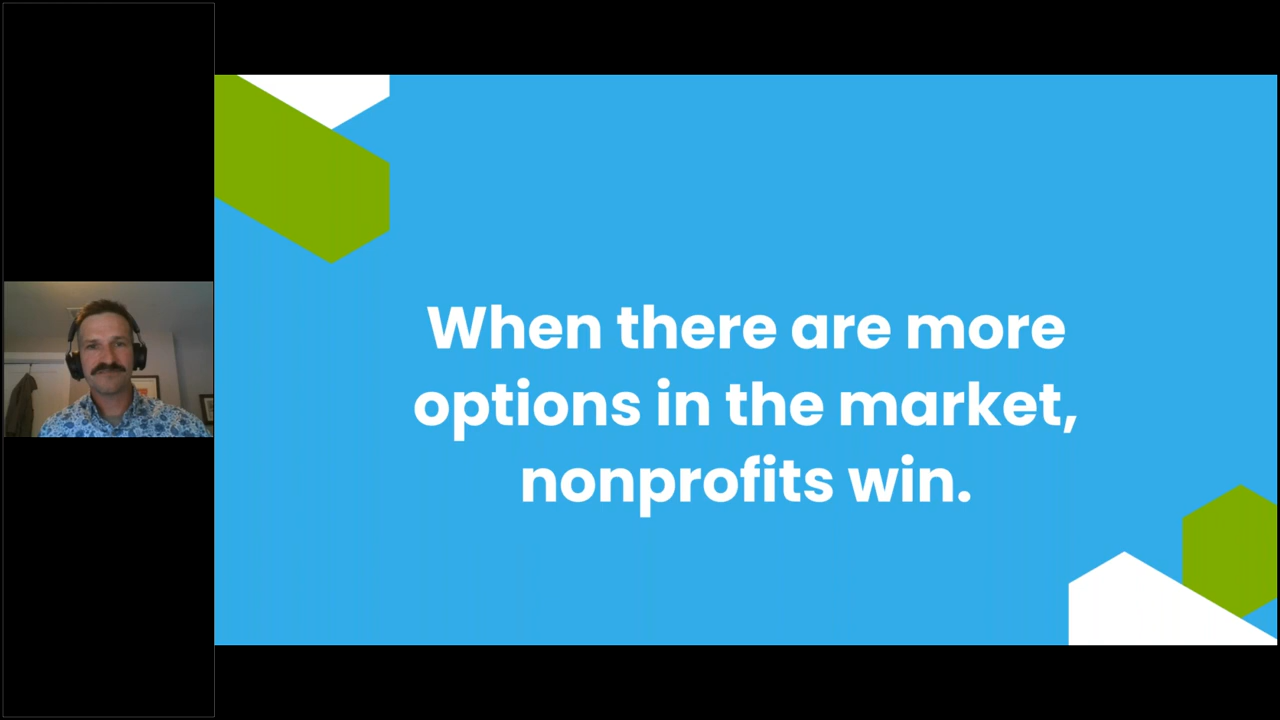 When there are more
options in the market,
nonprofits win.